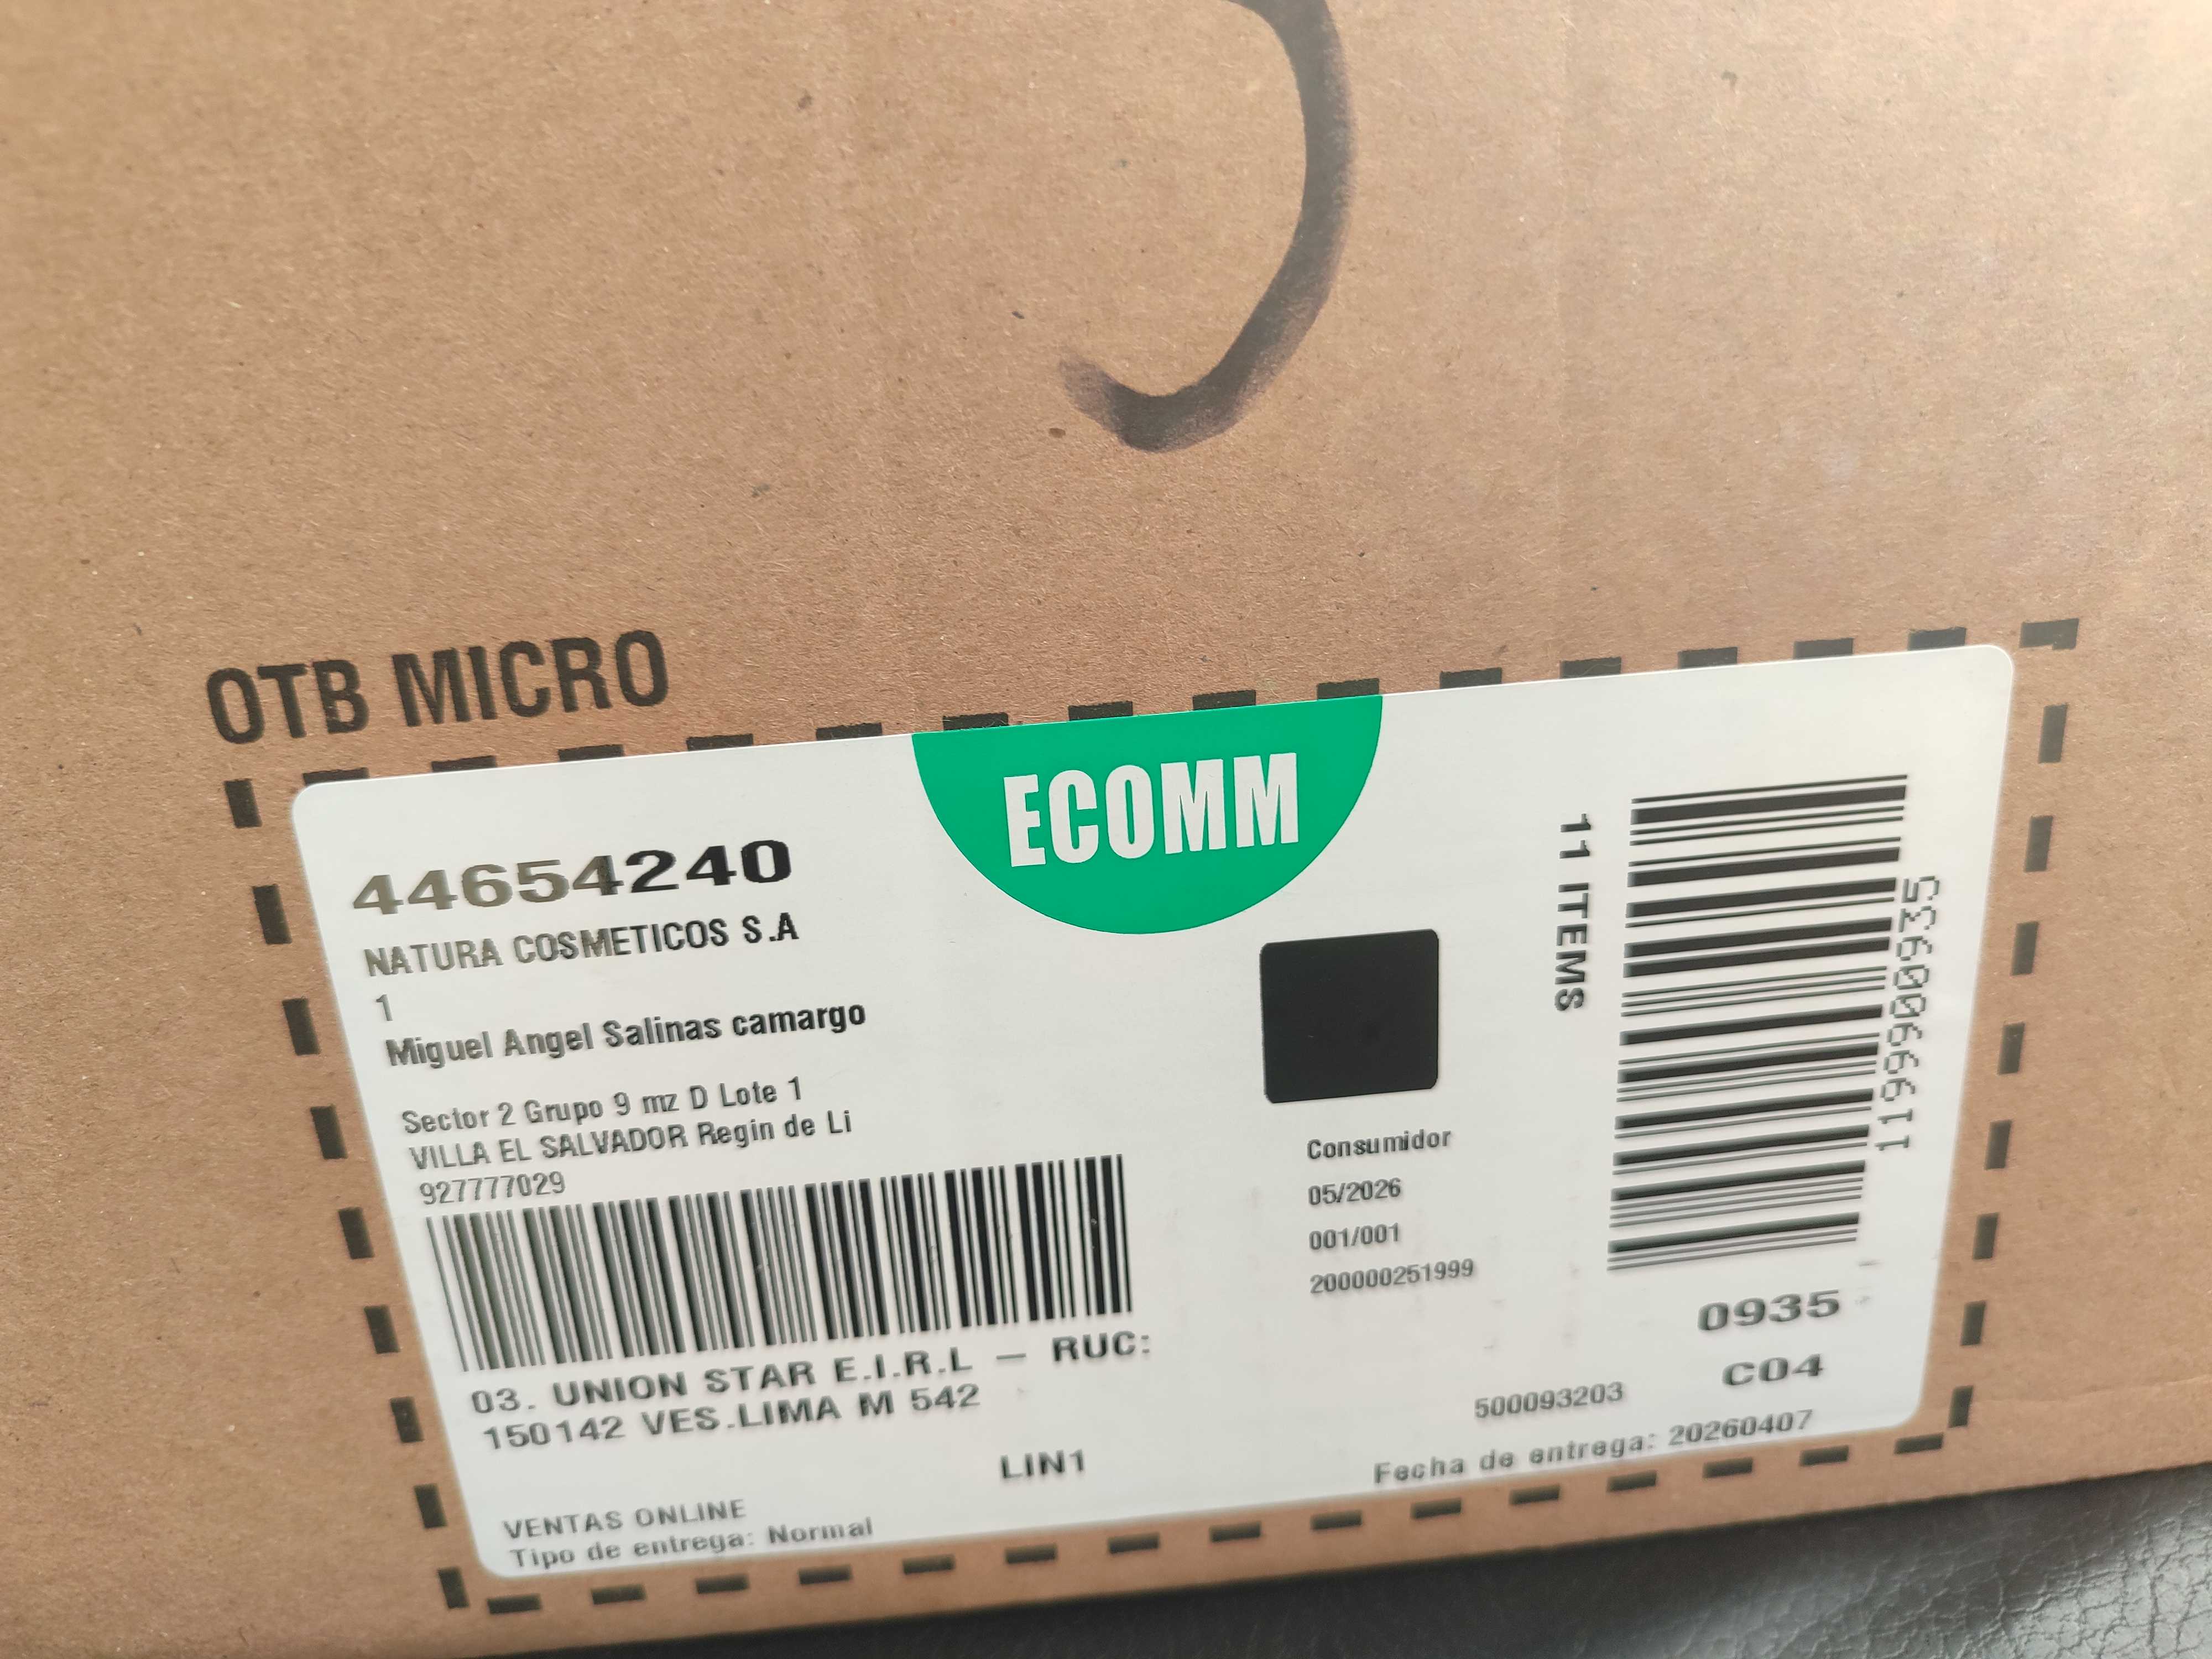 OTB MICRO
ECOMM
44654240
NATURA COSMETICOS S.A
1
Miguel Angel Salinas camargo
Sector 2 Grupo 9 mz D Lote 1
VILLA EL SALVADOR Regin de Li
927777029
03. UNION STAR E.I.R.L – RUC:
150142 VES.LIMA M 542
LIN1
VENTAS ONLINE
Tipo de entrega: Normal
Consumidor
05/2026
001/001
200000251999
11 ITEMS
1199960000935
0935
C04
500093203
Fecha de entrega: 20260407